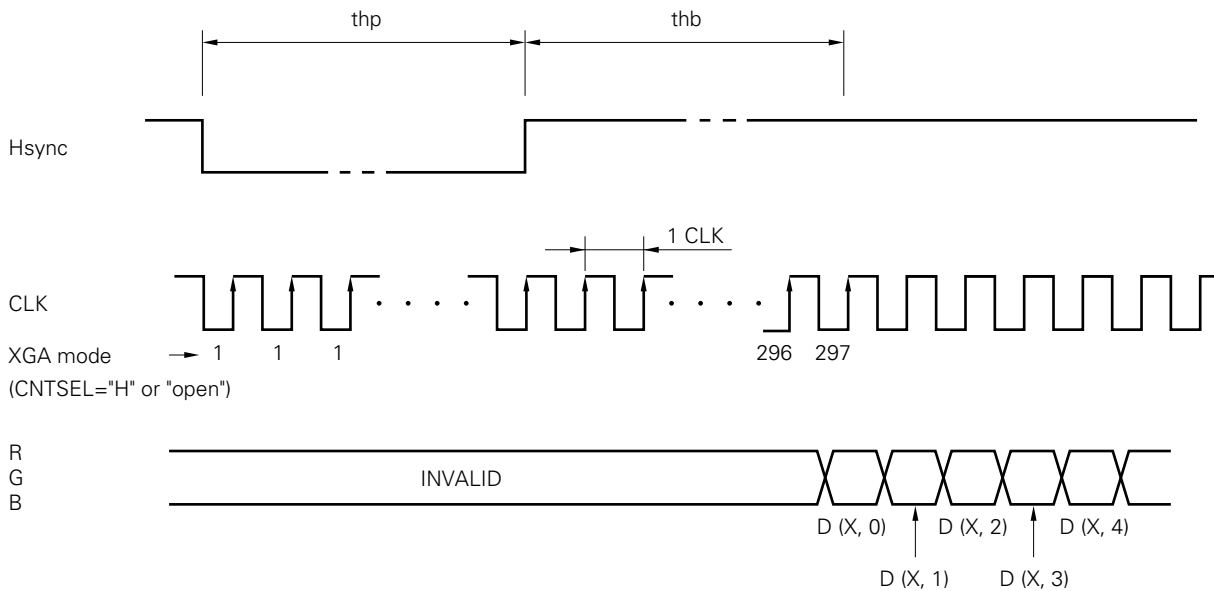 thp thb
Hsync
1 CLK
CLK
XGA mode 1 1 1 296 297
(CNTSEL="H" or "open")
R
G INVALID
B
D (X, 0) D (X, 2) D (X, 4)
D (X, 1) D (X, 3)